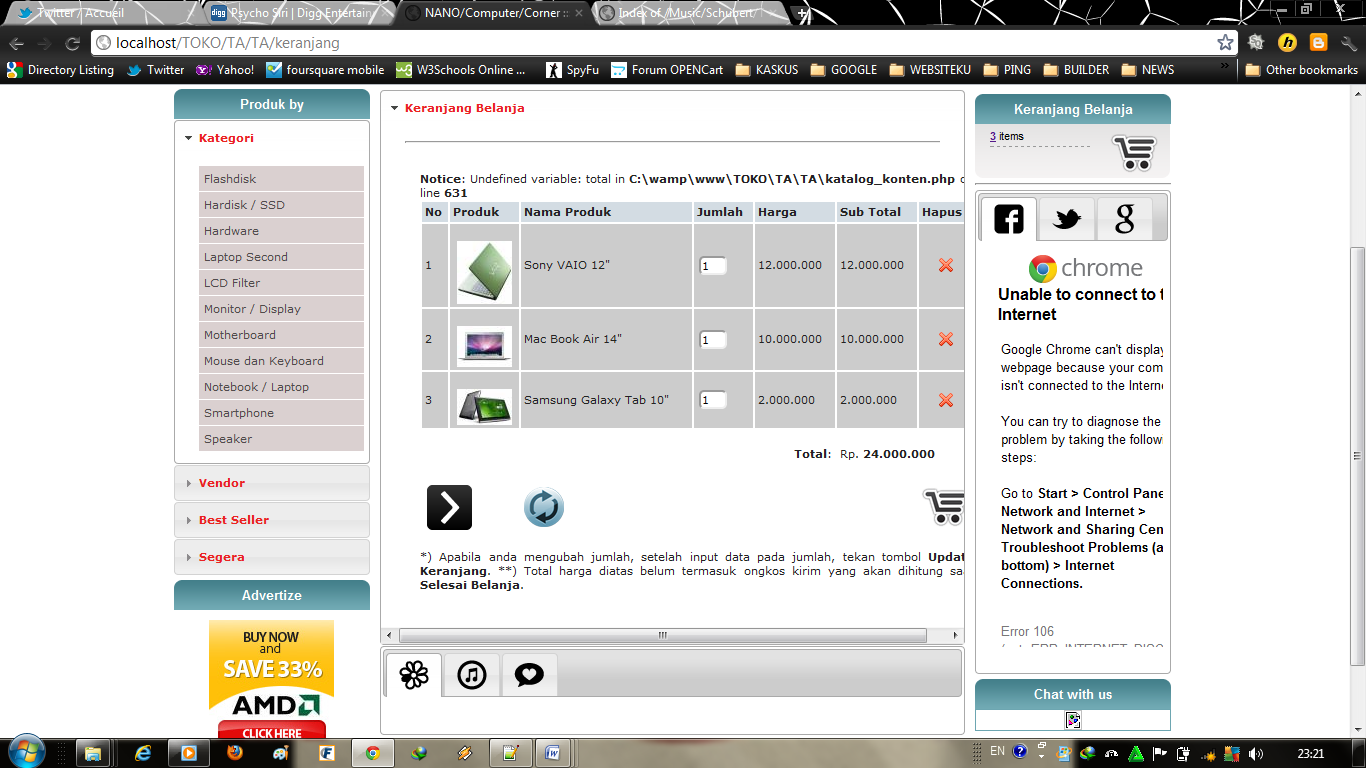 Twitter / Accueil
Psycho Siri | Digg Entertain
NANO/Computer/Corner ::
Index of /Music/Schubert/
localhost/TOKO/TA/TA/keranjang
Directory Listing Twitter Yahoo! foursquare mobile W3Schools Online ... SpyFu Forum OPENCart KASKUS GOOGLE WEBSITEKU PING BUILDER NEWS » Other bookmarks
Produk by
Kategori
Flashdisk
Hardisk / SSD
Hardware
Laptop Second
LCD Filter
Monitor / Display
Motherboard
Mouse dan Keyboard
Notebook / Laptop
Smartphone
Speaker
Vendor
Best Seller
Segera
Advertize
BUY NOW
and
SAVE 33%
AMD
CLICK HERE
Keranjang Belanja
Notice: Undefined variable: total in C:\wamp\www\TOKO\TA\TA\katalog_konten.php
line 631
No Produk Nama Produk Jumlah Harga Sub Total Hapus
1 Sony VAIO 12" 1 12.000.000 12.000.000
2 Mac Book Air 14" 1 10.000.000 10.000.000
3 Samsung Galaxy Tab 10" 1 2.000.000 2.000.000
Total: Rp. 24.000.000
*) Apabila anda mengubah jumlah, setelah input data pada jumlah, tekan tombol Updat
Keranjang. **) Total harga diatas belum termasuk ongkos kirim yang akan dihitung sa
Selesai Belanja.
Keranjang Belanja
3 items
chrome
Unable to connect to t
Internet
Google Chrome can't display
webpage because your com
isn't connected to the Interne
You can try to diagnose the
problem by taking the followi
steps:
Go to Start > Control Pane
Network and Internet >
Network and Sharing Cen
Troubleshoot Problems (a
bottom) > Internet
Connections.
Error 106
Chat with us
EN
23:21